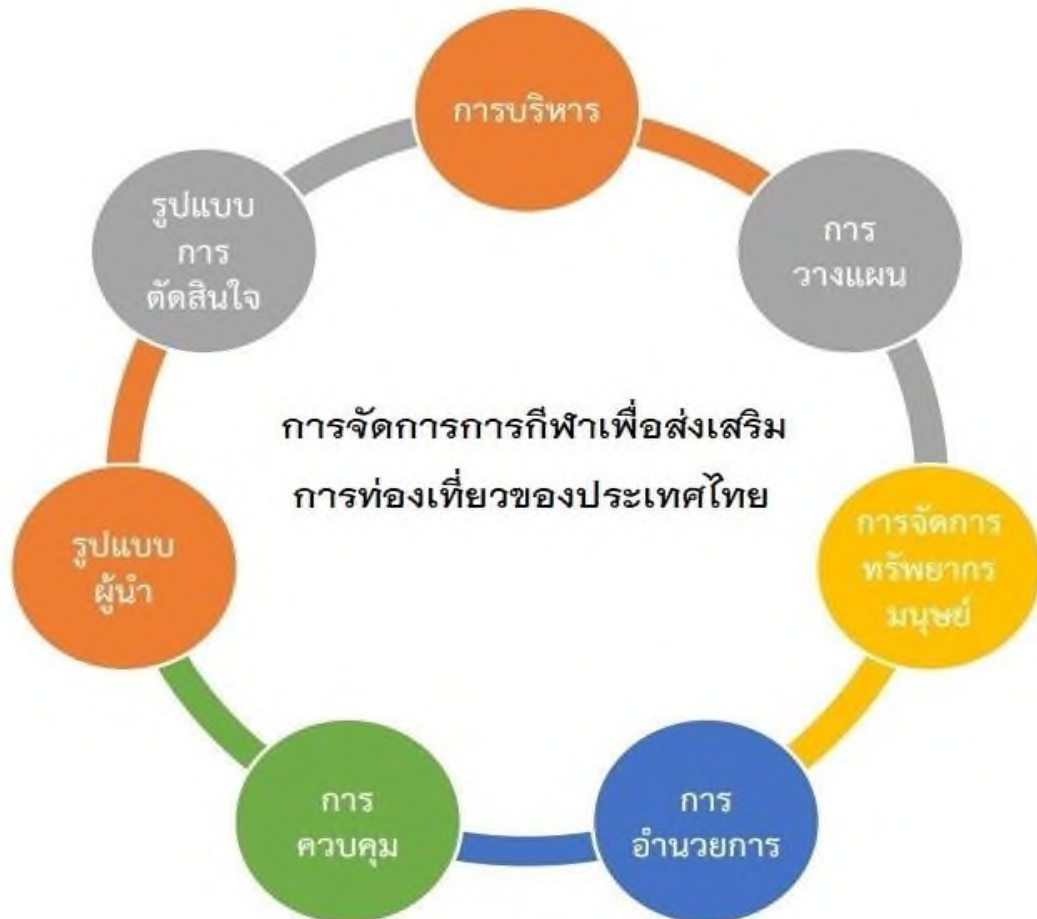 การบริหาร
การ
วางแผน
การจัดการ
ทรัพยากร
มนุษย์
การ
อำนวยการ
การ
ควบคุม
รูปแบบ
ผู้นำ
รูปแบบ
การ
ตัดสินใจ
การจัดการการกีฬาเพื่อส่งเสริม
การท่องเที่ยวของประเทศไทย